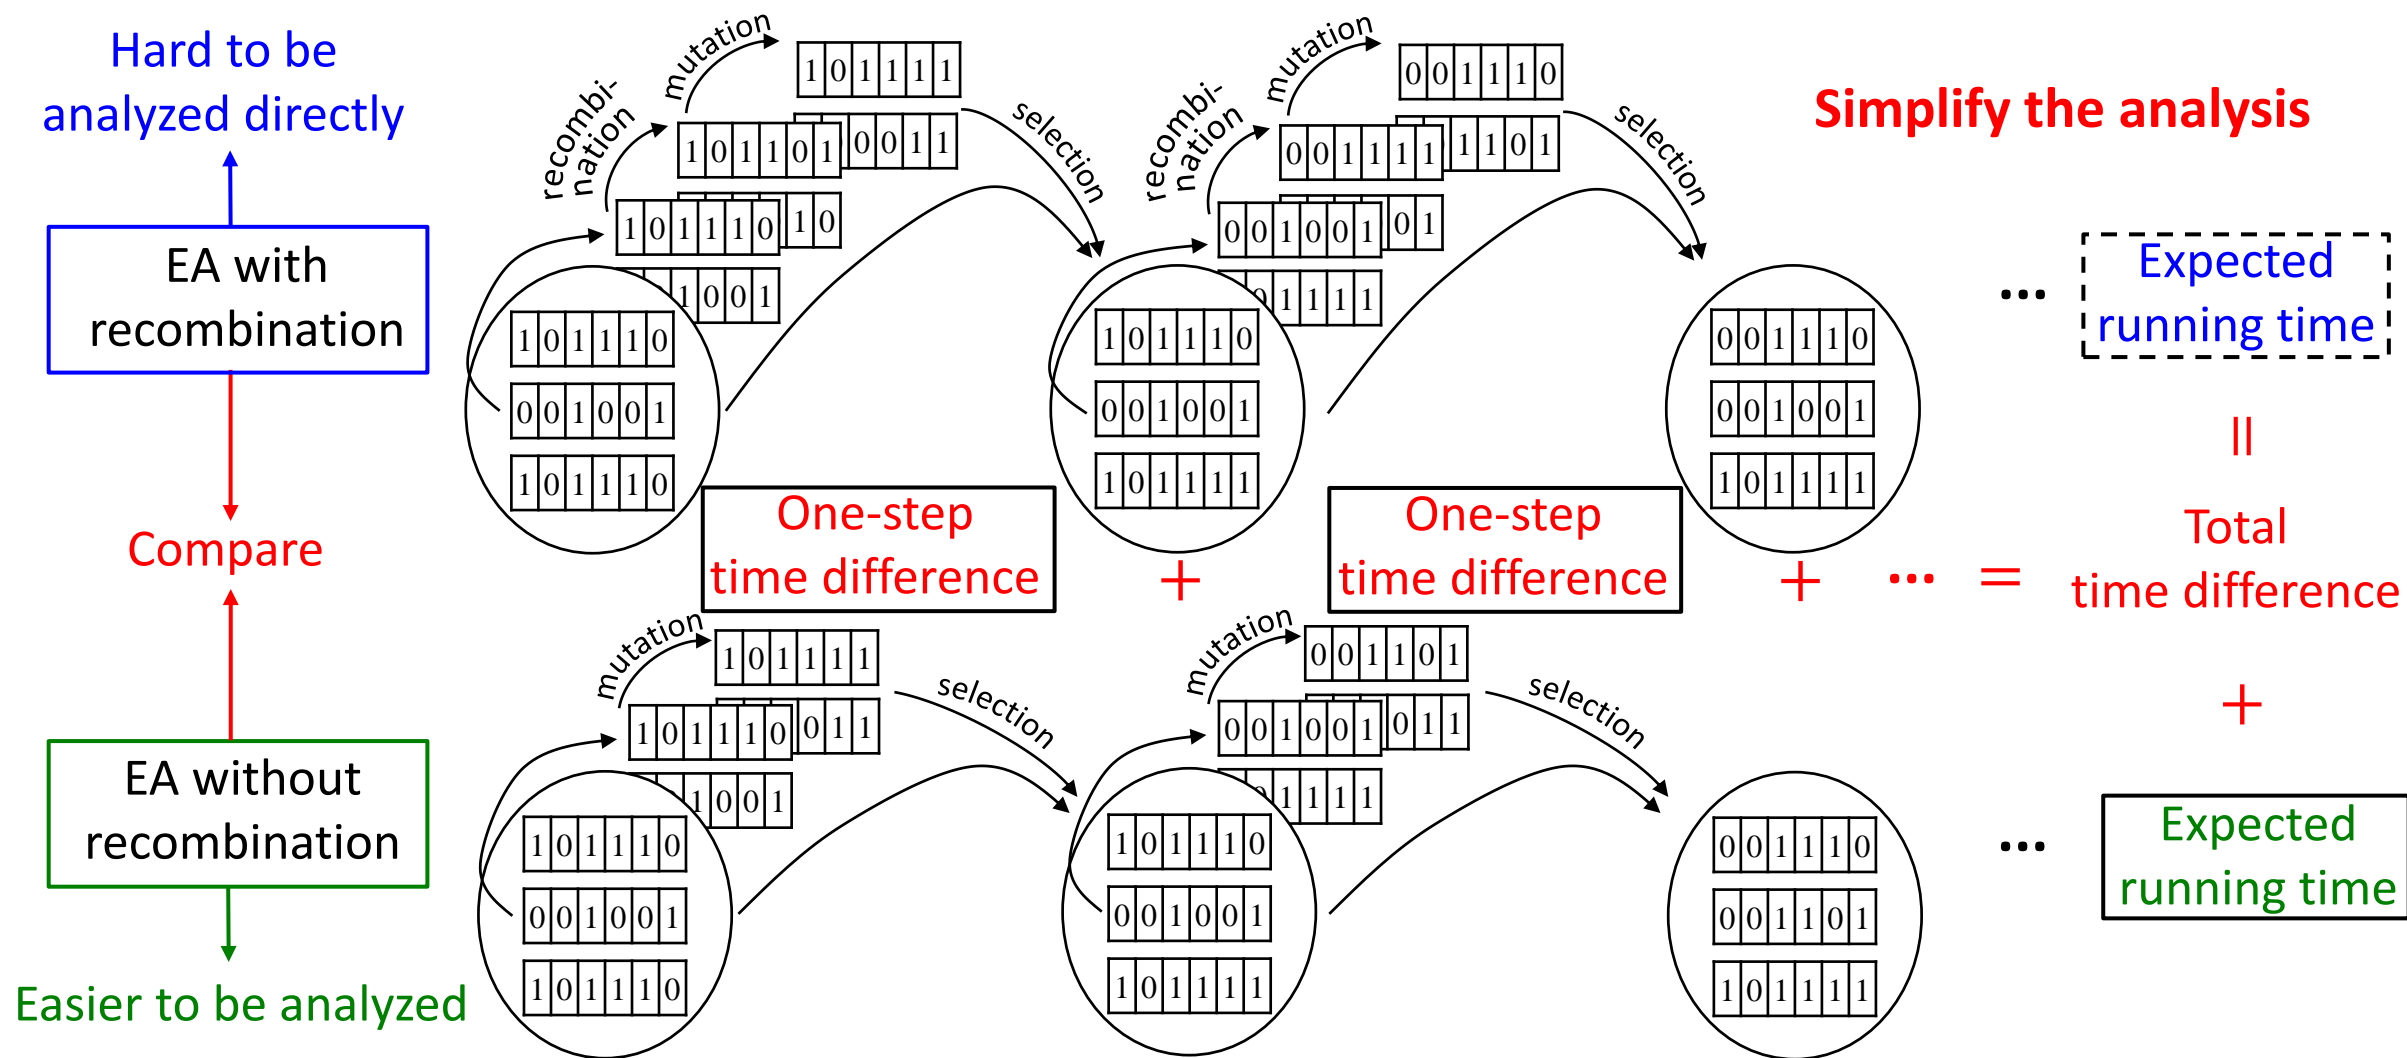 Hard to be
analyzed directly
EA with
recombination
Compare
EA without
recombination
Easier to be analyzed
recombi-
nation
mutation
selection
101111
0011
101101
10
101110
1001
101110
001001
101110
recombi-
nation
mutation
selection
001110
1101
001111
01
001001
01111
101110
001001
101111
001110
001001
101111
One-step
time difference
+
One-step
time difference
+ ... =
Total
time difference
mutation
selection
101111
011
101110
1001
101110
001001
101110
mutation
selection
001101
011
001001
01111
101110
001001
101111
001110
001101
101111
Simplify the analysis
...
Expected
running time
=
+
...
Expected
running time